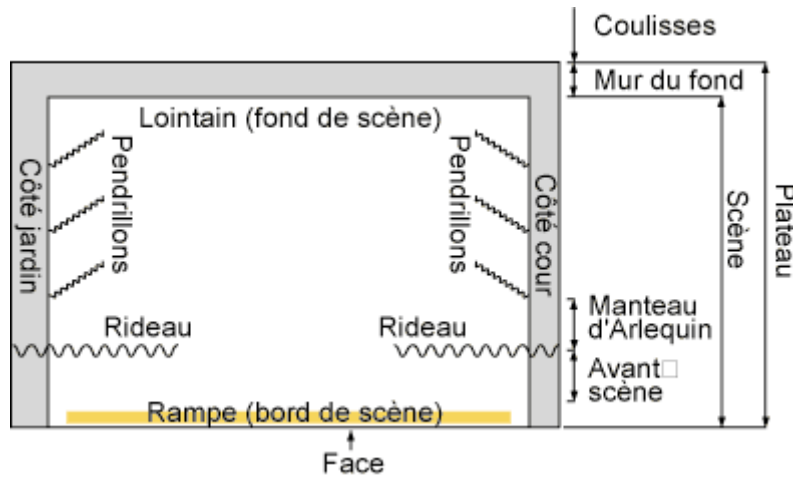 Coulisses
Mur du fond
Lointain (fond de scène)
Pendrillons
Pendrillons
Côté jardin
Côté cour
Scène
Plateau
Rideau
Rideau
Manteau
d'Arlequin
Avant□
scène
Rampe (bord de scène)
Face